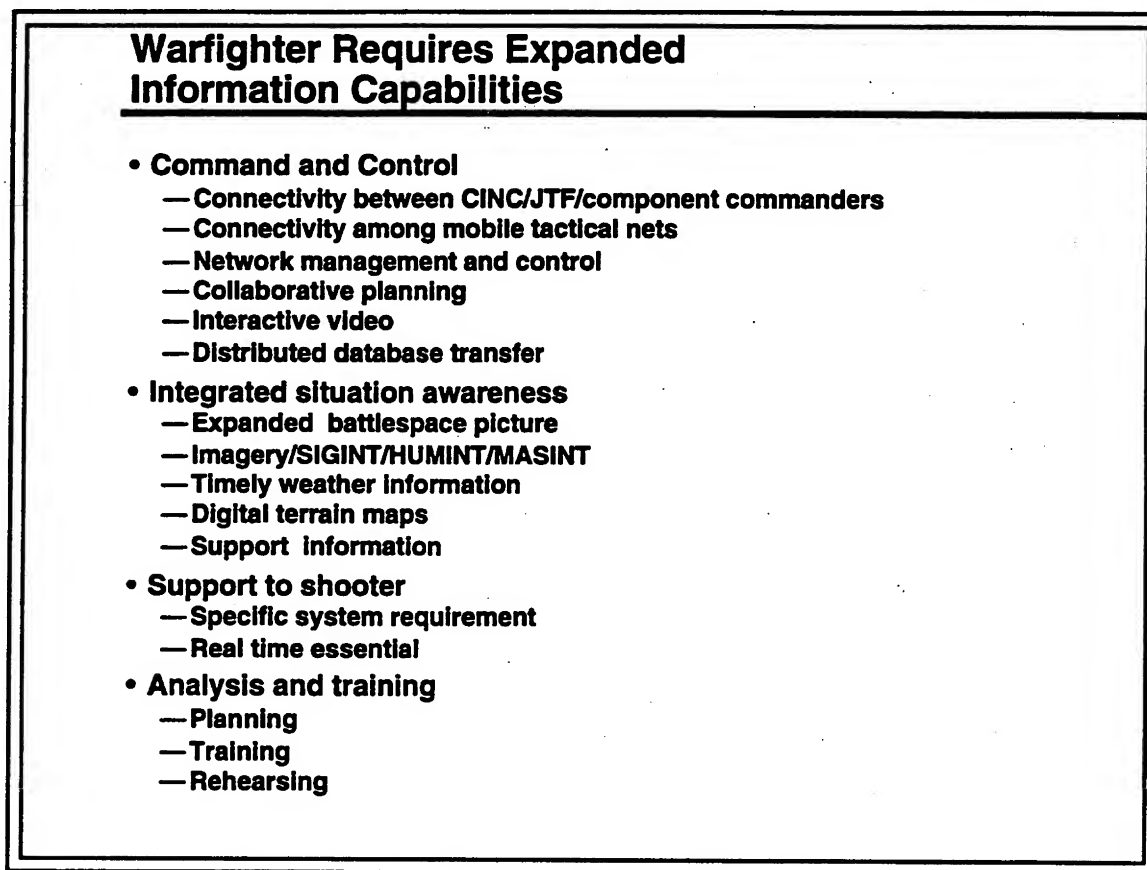 Warfighter Requires Expanded
Information Capabilities
• Command and Control
—Connectivity between CINC/JTF/component commanders
—Connectivity among mobile tactical nets
—Network management and control
—Collaborative planning
—Interactive video
—Distributed database transfer
• Integrated situation awareness
—Expanded battlespace picture
—Imagery/SIGINT/HUMINT/MASINT
—Timely weather information
—Digital terrain maps
—Support information
• Support to shooter
—Specific system requirement
—Real time essential
• Analysis and training
—Planning
—Training
—Rehearsing